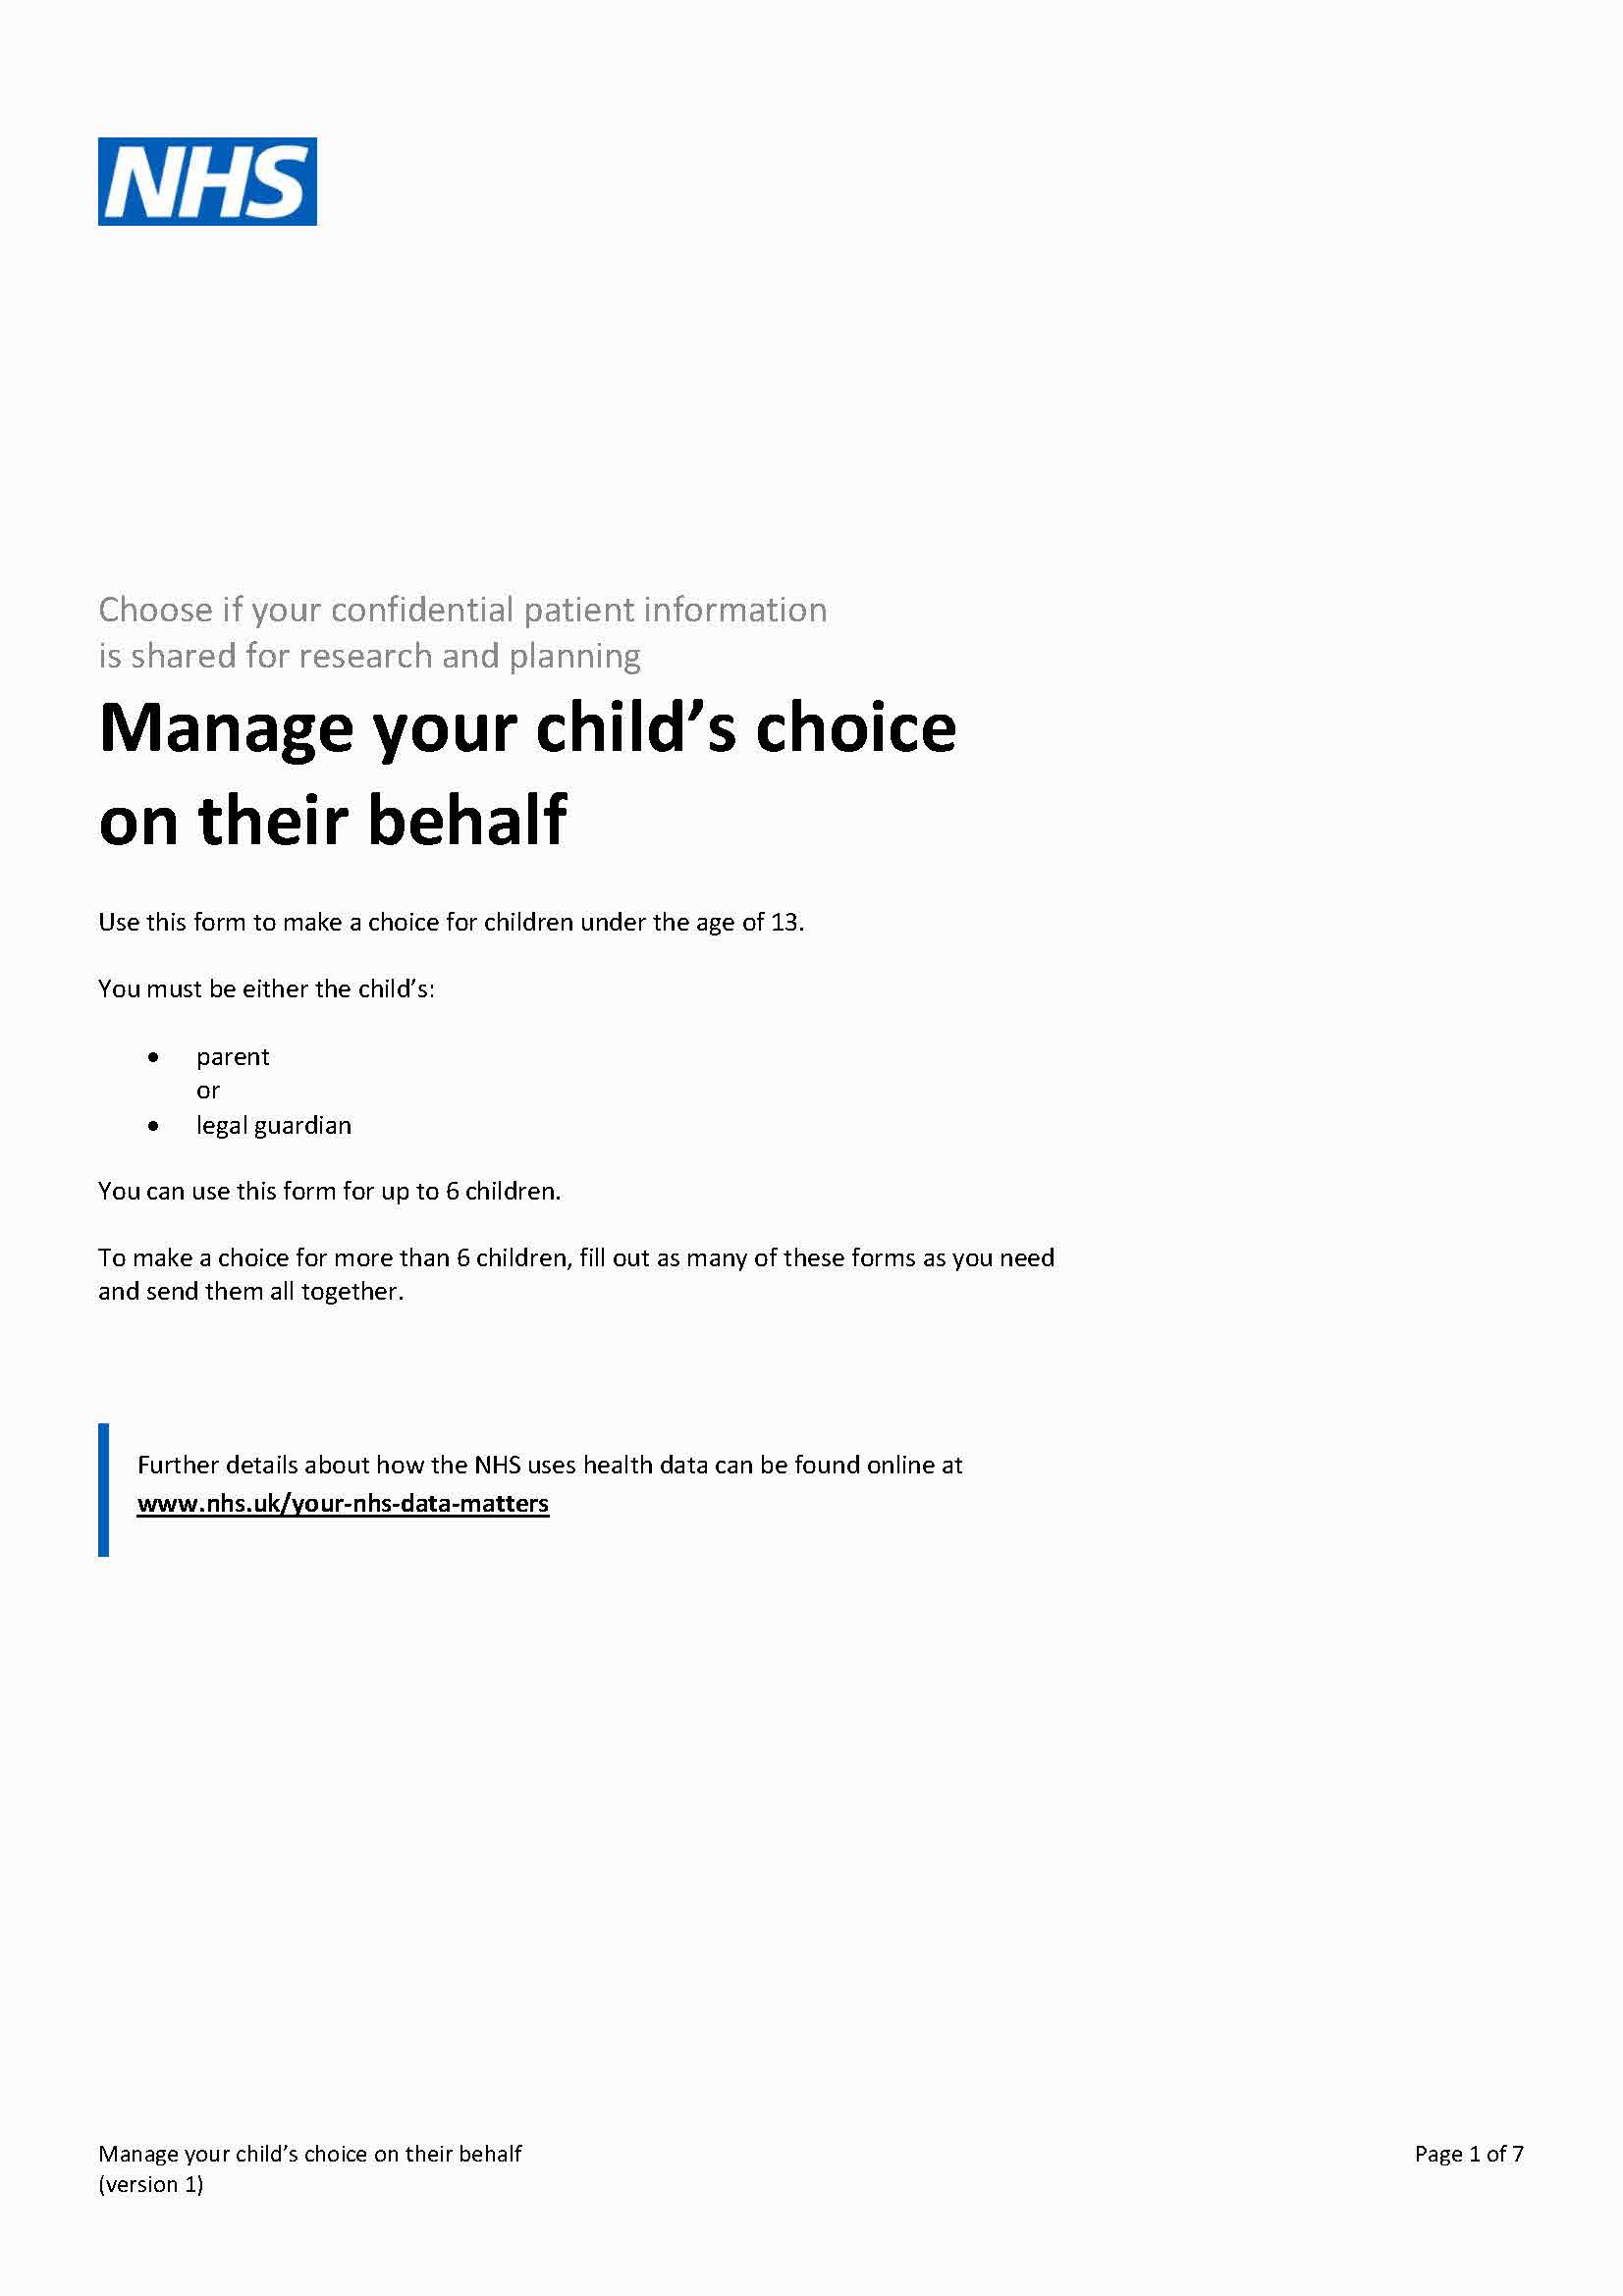 NHS
Choose if your confidential patient information
is shared for research and planning
Manage your child’s choice
on their behalf
Use this form to make a choice for children under the age of 13.
You must be either the child’s:
• parent
or
• legal guardian
You can use this form for up to 6 children.
To make a choice for more than 6 children, fill out as many of these forms as you need
and send them all together.
Further details about how the NHS uses health data can be found online at
www.nhs.uk/your-nhs-data-matters
Manage your child’s choice on their behalf
(version 1)
Page 1 of 7